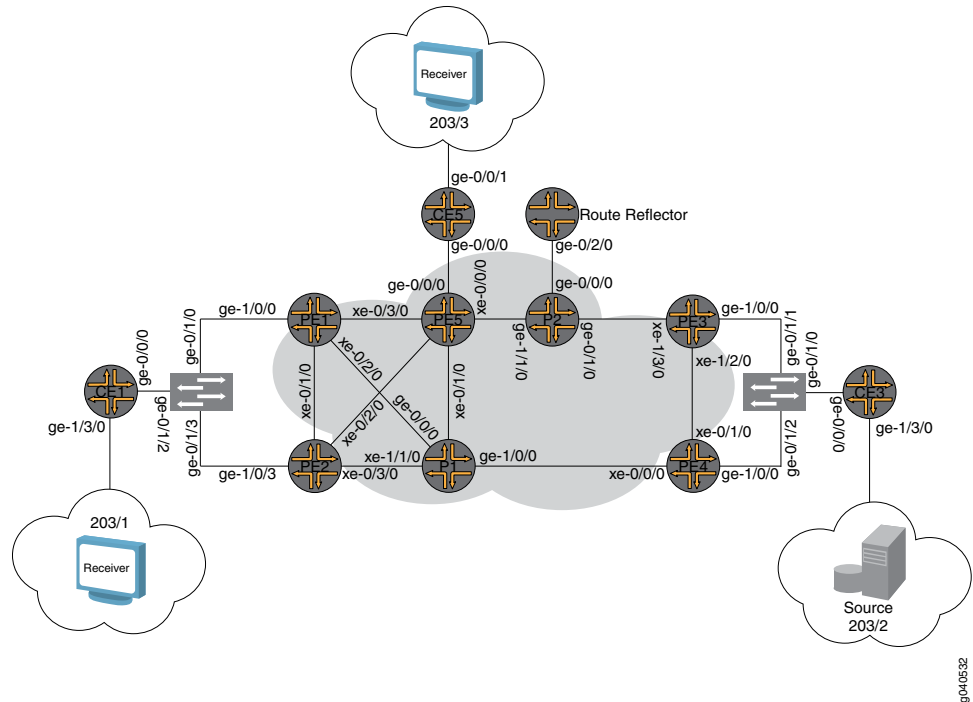 Receiver
203/3
ge-0/0/1
CE5
Route Reflector
ge-0/0/0
ge-0/2/0
ge-0/0/0
xe-0/0/0
ge-0/0/0
ge-1/0/0
PE1
xe-0/3/0
PE5
P2
PE3
ge-1/0/0
ge-0/1/0
ge-1/1/0
ge-0/1/0
xe-1/3/0
xe-1/2/0
ge-0/1/1
ge-0/1/0
ge-0/0/0
CE1
xe-0/2/0
xe-0/1/0
xe-0/1/0
CE3
ge-1/3/0
ge-0/1/2
ge-0/1/3
xe-0/2/0
ge-0/0/0
xe-0/1/0
ge-0/1/2
ge-0/0/0
ge-1/3/0
xe-1/1/0
ge-1/0/0
ge-1/0/3
PE2
xe-0/3/0
P1
xe-0/0/0
PE4
ge-1/0/0
203/1
Receiver
Source
203/2
g040532